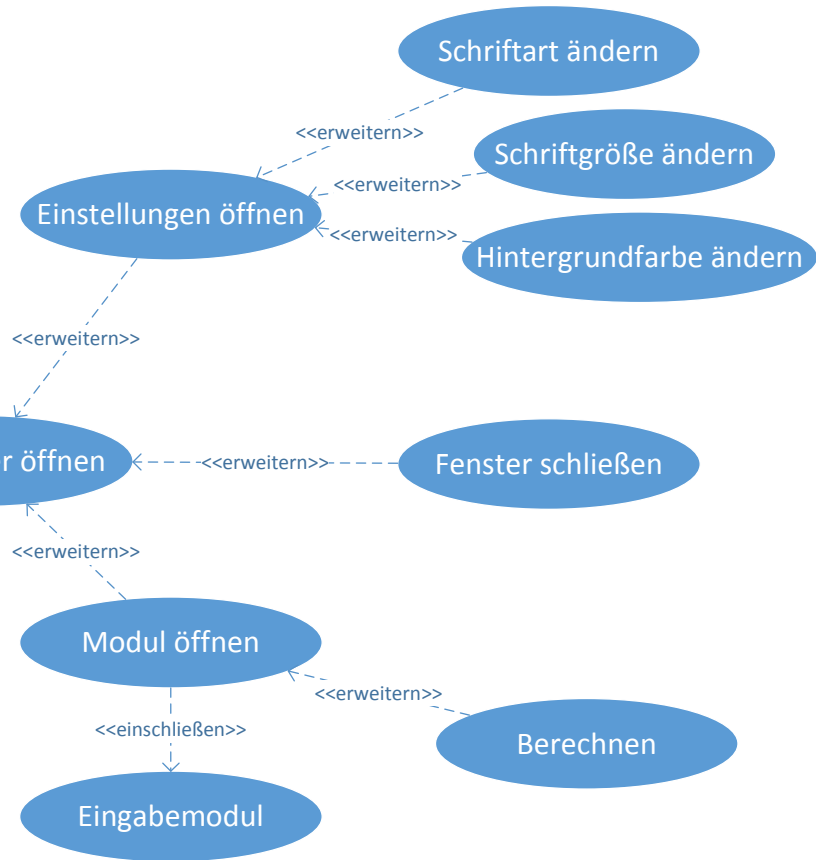 Schriftart ändern
<<erweitern>>
Schriftgröße ändern
<<erweitern>>
Einstellungen öffnen
<<erweitern>>
Hintergrundfarbe ändern
<<erweitern>>
öffnen
<<erweitern>>
Fenster schließen
<<erweitern>>
Modul öffnen
<<erweitern>>
<<einschließen>>
Berechnen
Eingabemodul